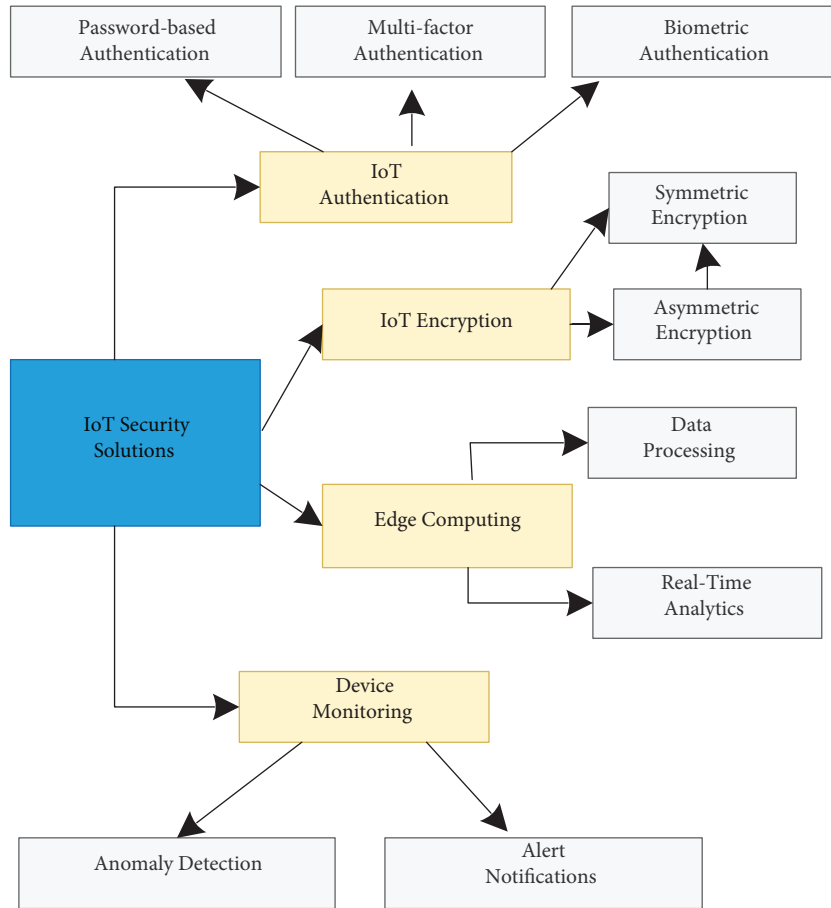 Password-based
Authentication
Multi-factor
Authentication
Biometric
Authentication
IoT
Authentication
Symmetric
Encryption
IoT Encryption
Asymmetric
Encryption
IoT Security
Solutions
Data
Processing
Edge Computing
Real-Time
Analytics
Device
Monitoring
Anomaly Detection
Alert
Notifications